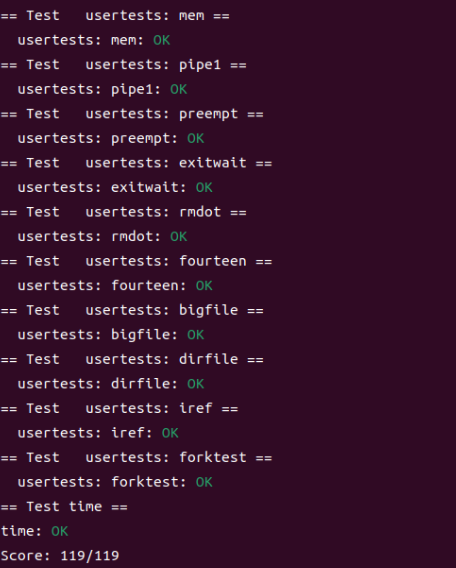 == Test   usertests: mem ==
  usertests: mem: OK
== Test   usertests: pipe1 ==
  usertests: pipe1: OK
== Test   usertests: preempt ==
  usertests: preempt: OK
== Test   usertests: exitwait ==
  usertests: exitwait: OK
== Test   usertests: rmdot ==
  usertests: rmdot: OK
== Test   usertests: fourteen ==
  usertests: fourteen: OK
== Test   usertests: bigfile ==
  usertests: bigfile: OK
== Test   usertests: dirfile ==
  usertests: dirfile: OK
== Test   usertests: iref ==
  usertests: iref: OK
== Test   usertests: forktest ==
  usertests: forktest: OK
== Test time ==
time: OK
Score: 119/119